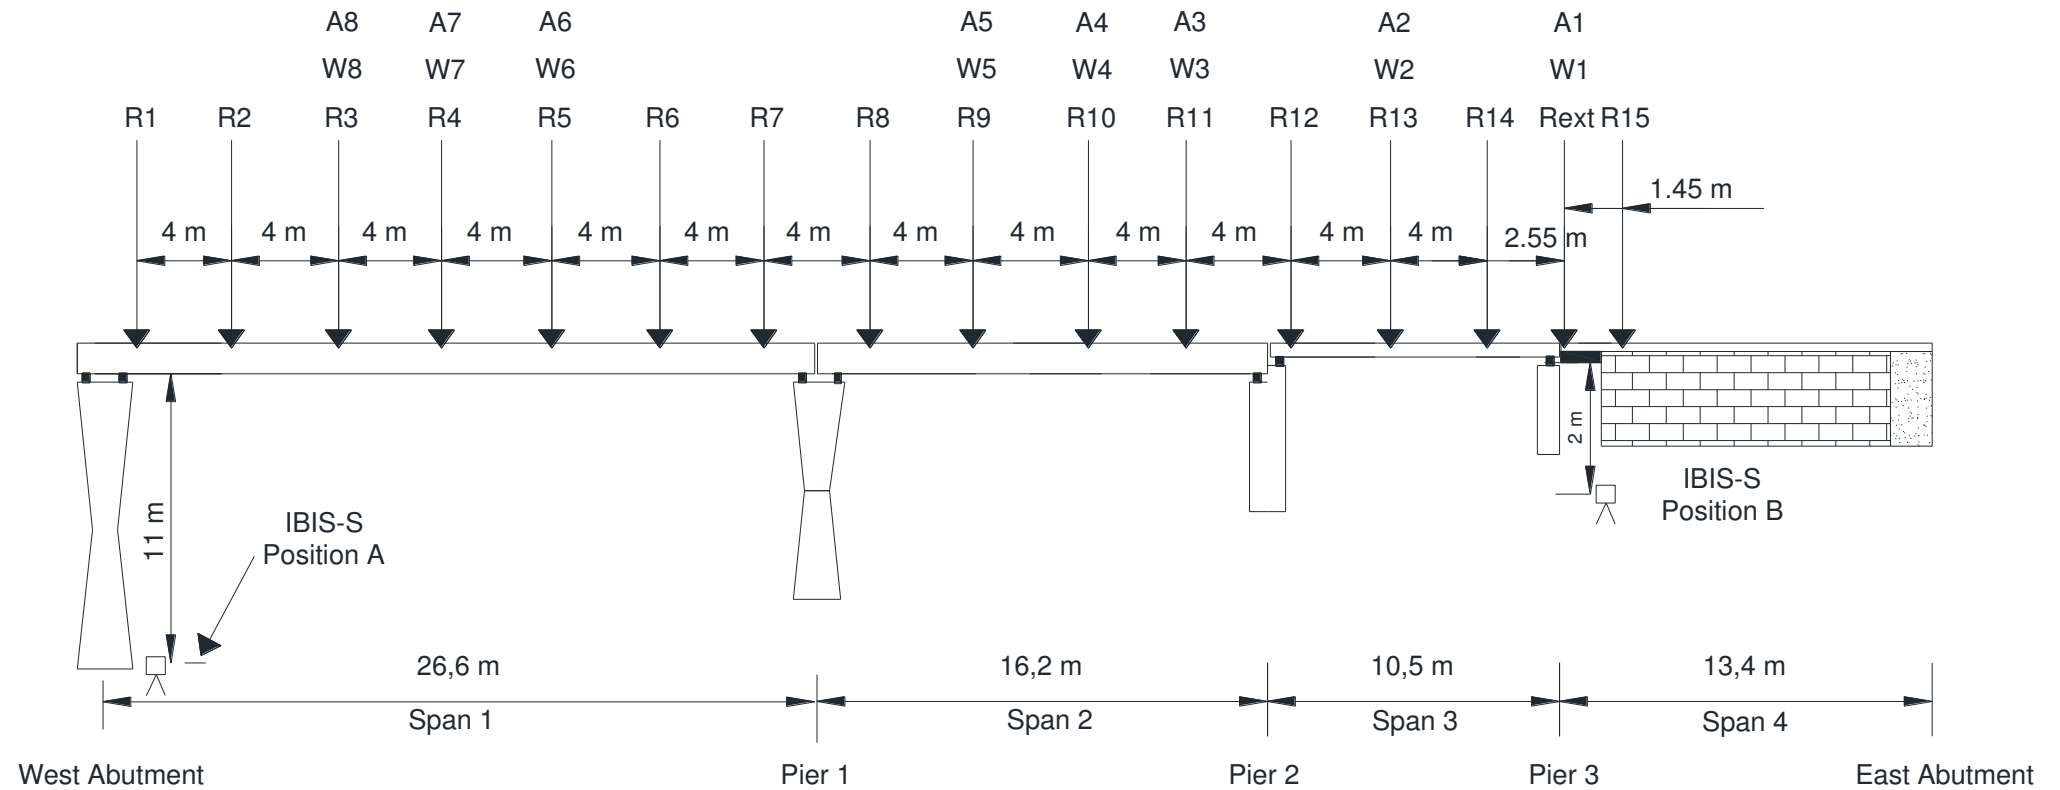 A8 A7 A6 A5 A4 A3 A2 A1
W8 W7 W6 W5 W4 W3 W2 W1
R1 R2 R3 R4 R5 R6 R7 R8 R9 R10 R11 R12 R13 R14 Rext R15
1.45 m
4 m 4 m 4 m 4 m 4 m 4 m 4 m 4 m 4 m 4 m 4 m 4 m 4 m 2.55 m
2 m
11 m
IBIS-S
Position A
IBIS-S
Position B
26,6 m 16,2 m 10,5 m 13,4 m
Span 1 Span 2 Span 3 Span 4
West Abutment Pier 1 Pier 2 Pier 3 East Abutment